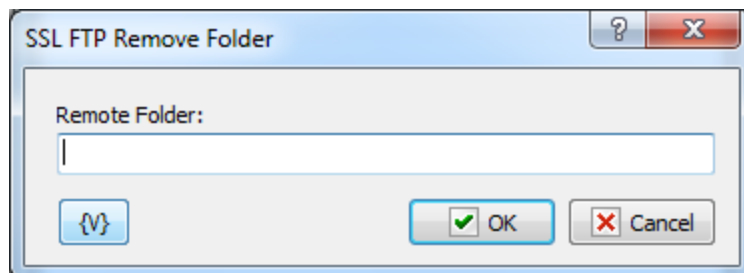 SSL FTP Remove Folder
?
Remote Folder:
{V}
OK
Cancel